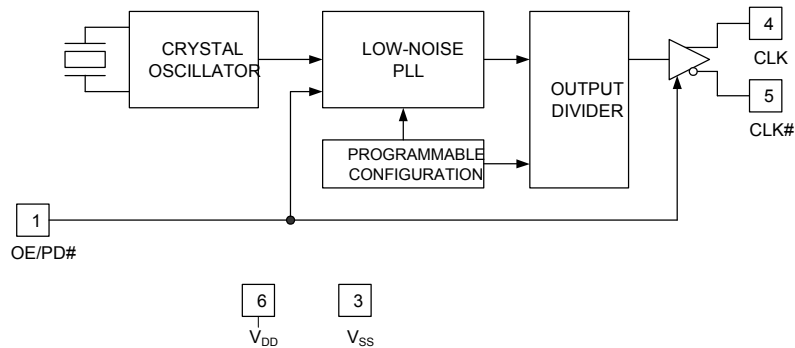 CRYSTAL
OSCILLATOR
LOW-NOISE
PLL
OUTPUT
DIVIDER
4
CLK
5
CLK#
PROGRAMMABLE
CONFIGURATION
1
OE/PD#
6
VDD
3
VSS